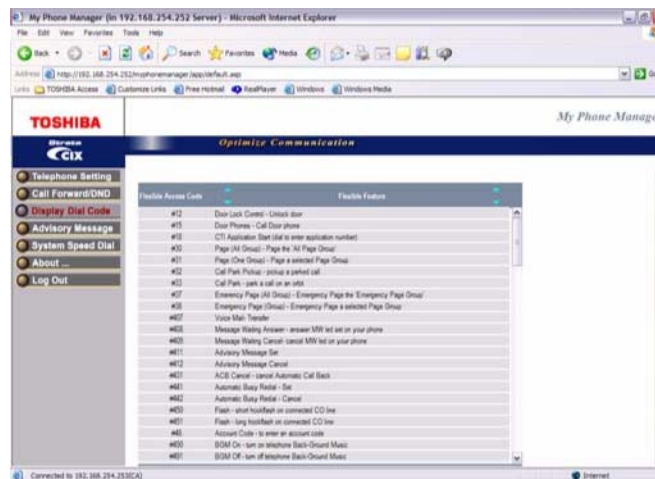 My Phone Manager (in 192.168.254.252 Server) - Microsoft Internet Explorer
File Edit View Favorites Tools Help
Back Search Favorites Media
Address http://192.168.254.252/myphonemanager/app/default.asp
Links TOSHIBA Access Customize Links Free Hotmail RealPlayer Windows Windows Media
TOSHIBA
My Phone Manage
Strata
CIX
Optimize Communication
Telephone Setting
Call Forward/DND
Display Dial Code
Advisory Message
System Speed Dial
About ...
Log Out
Flexible Access Code Flexible Feature
#12 Door Lock Control - Unlock door
#15 Door Phones - Call Door phone
#18 CTI Application Start (dial to enter application number)
#30 Page (All Group) - Page the 'All Page Group'
#31 Page (One Group) - Page a selected Page Group
#32 Call Park Pickup - pickup a parked call
#33 Call Park - park a call on an orbit
#37 Emerency Page (All Group) - Emergency Page the 'Emergency Page Group'
#38 Emergency Page (Group) - Emergency Page a selected Page Group
#407 Voice Mail- Transfer
#408 Message Waiting Answer - answer MW led set on your phone
#409 Message Waiting Cancel- cancel MW led on your phone
#411 Advisory Message Set
#412 Advisory Message Cancel
#431 ACB Cancel - cancel Automatic Call Back
#441 Automatic Busy Redial - Set
#442 Automatic Busy Redial - Cancel
#450 Flash - short hookflash on connected CO line
#451 Flash - long hookflash on connected CO line
#46 Account Code - to enter an account code
#490 BGM On - turn on telephone Back-Ground Music
#491 BGM Off - turn off telephone Back-Ground Music
Connected to 192.168.254.253(CA) Internet